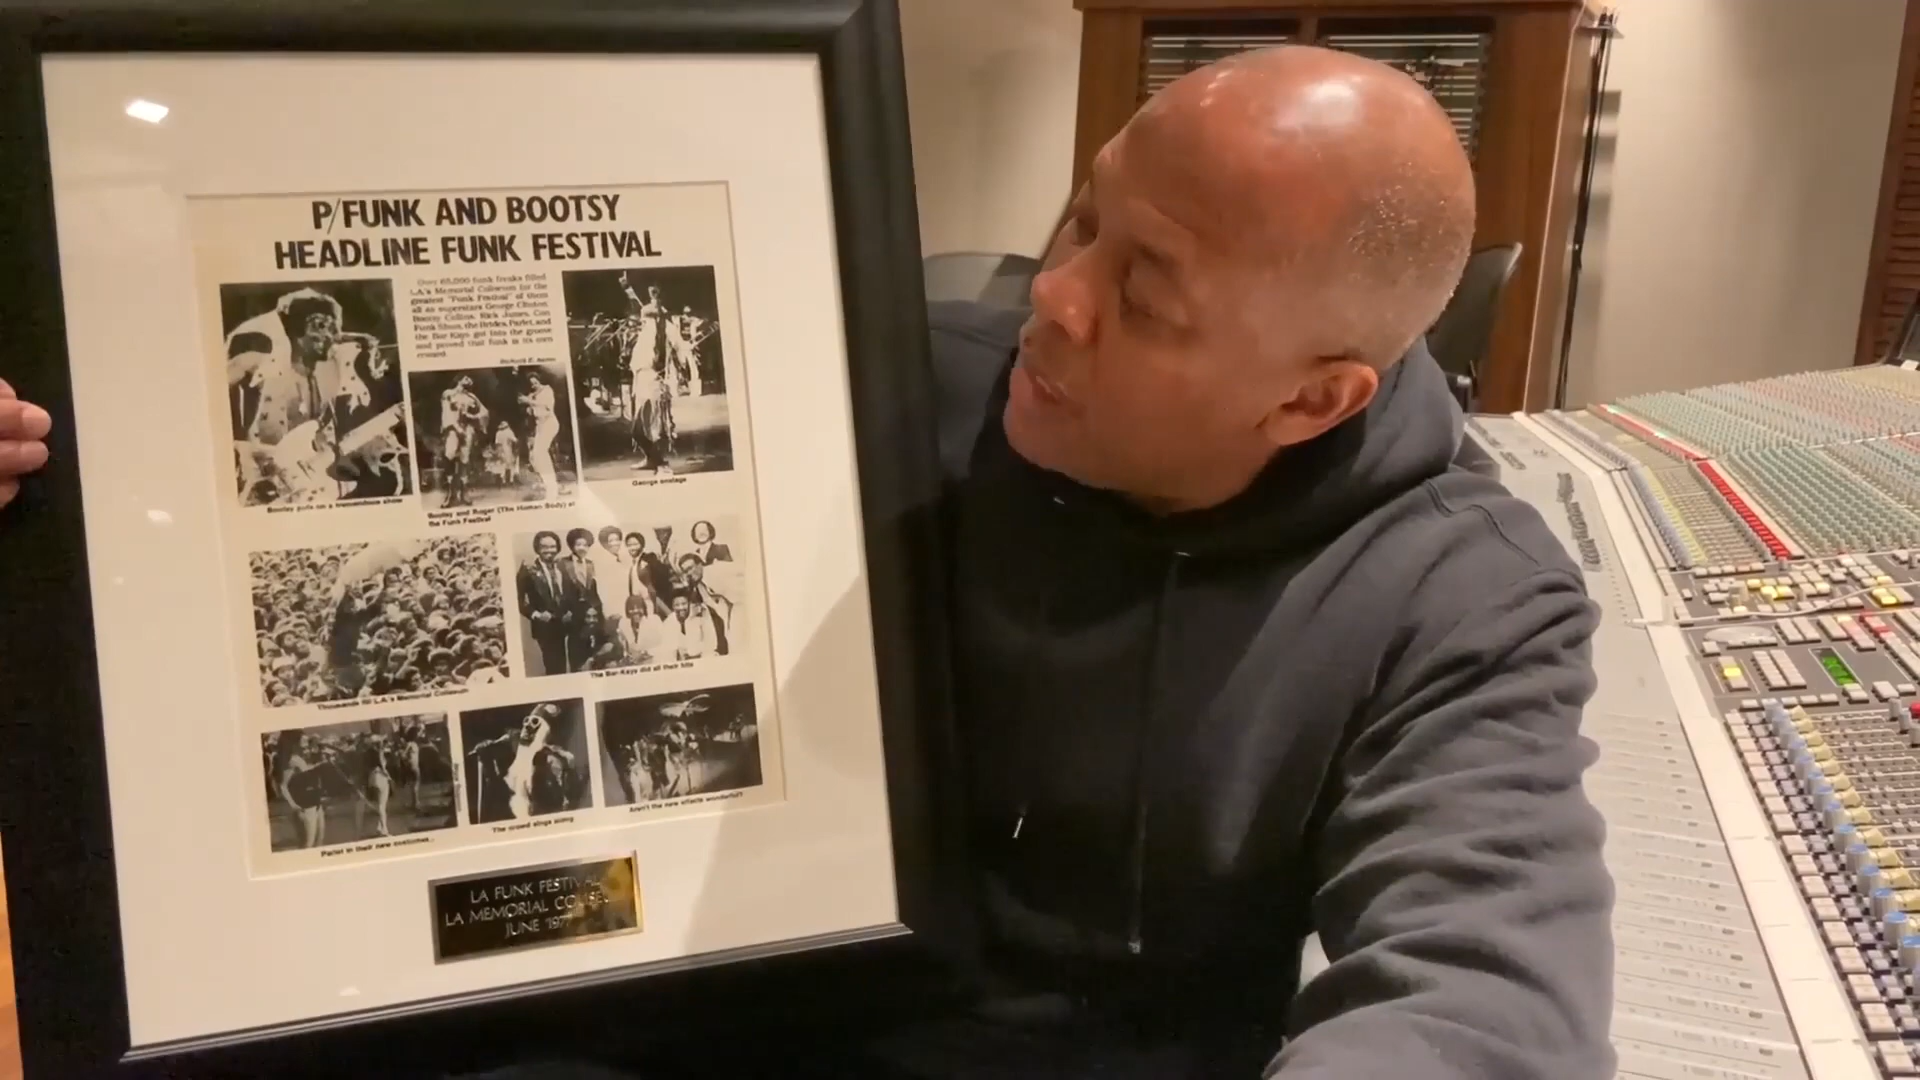 P/FUNK AND BOOTSY
HEADLINE FUNK FESTIVAL
Over 65,000 funk freaks filled
L.A.'s Memorial Coliseum for the
greatest "Funk Festival" of them
all as superstars George Clinton,
Bootsy Collins, Rick James, Con
Funk Shun, the Brides, Parlet, and
the Bar-Kays got into the groove
and proved that funk is its own
reward.
Bootsy puts on a tremendous show
Bootsy and Roger (The Human Body) at
the Funk Festival
George onstage
Thousands fill L.A.'s Memorial Coliseum
The Bar-Kays did all their hits
Parlet in their new costumes...
The crowd sings along
Aren't the new effects wonderful?
LA FUNK FESTIVAL
LA MEMORIAL
JUNE